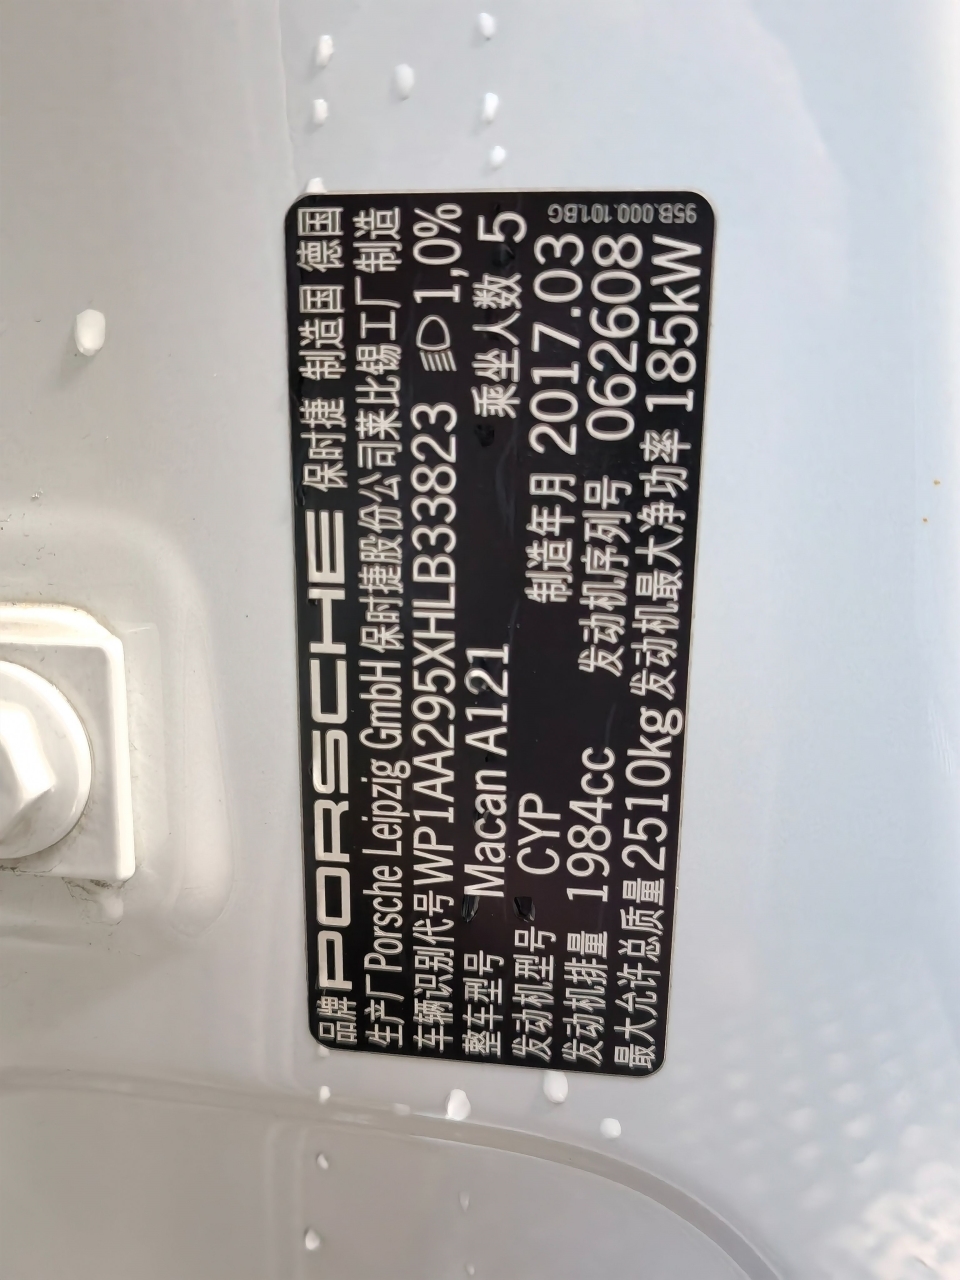 品牌 PORSCHE 保时捷 制造国 德国
生产厂 Porsche Leipzig GmbH 保时捷股份公司莱比锡工厂制造
车辆识别代号 WP1AA295XHLB33823 1,0%
整车型号 Macan A121 乘坐人数 5
发动机型号 CYP 制造年月 2017.03
发动机排量 1984cc 发动机序列号 062608
最大允许总质量 2510kg 发动机最大净功率 185kW
95B.000.101.BG